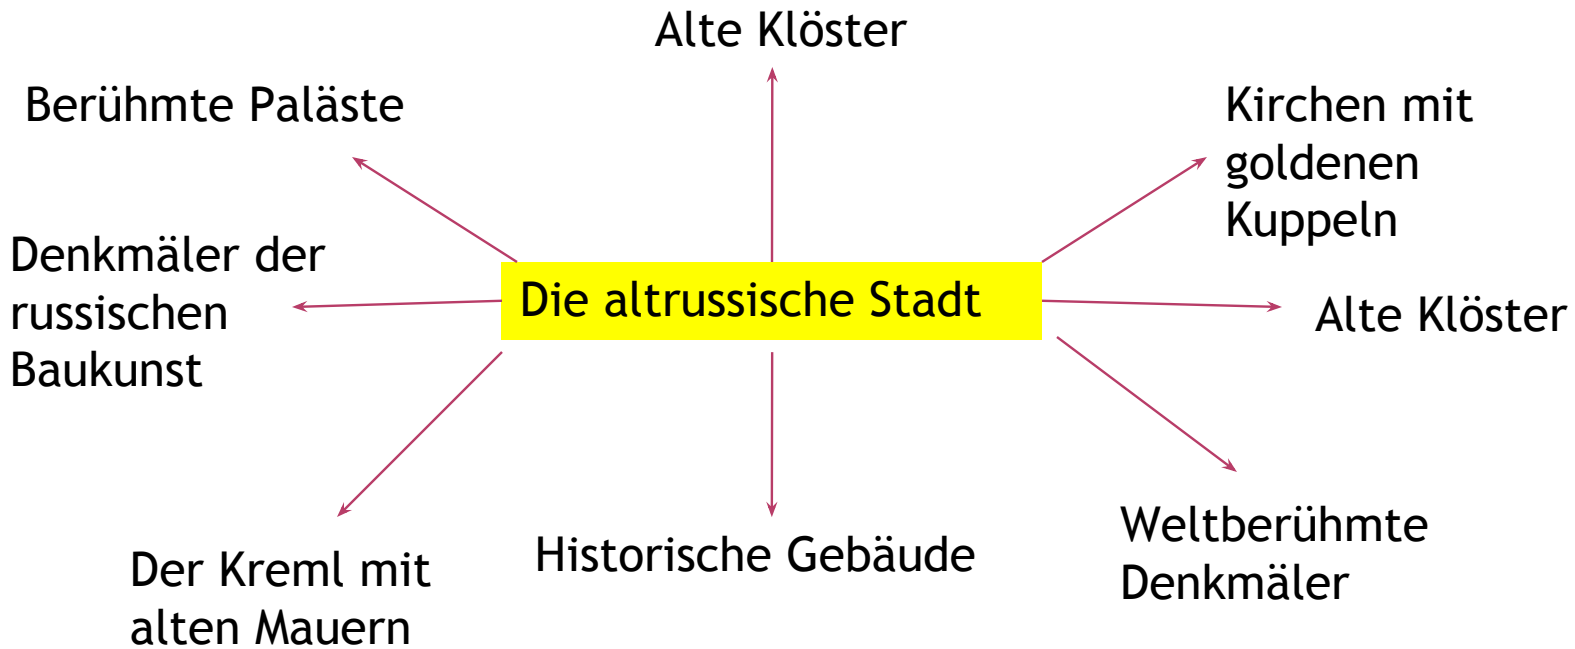 Alte Klöster
Berühmte Paläste
Kirchen mit
goldenen
Kuppeln
Denkmäler der
russischen
Baukunst
Die altrussische Stadt
Alte Klöster
Der Kreml mit
alten Mauern
Historische Gebäude
Weltberühmte
Denkmäler